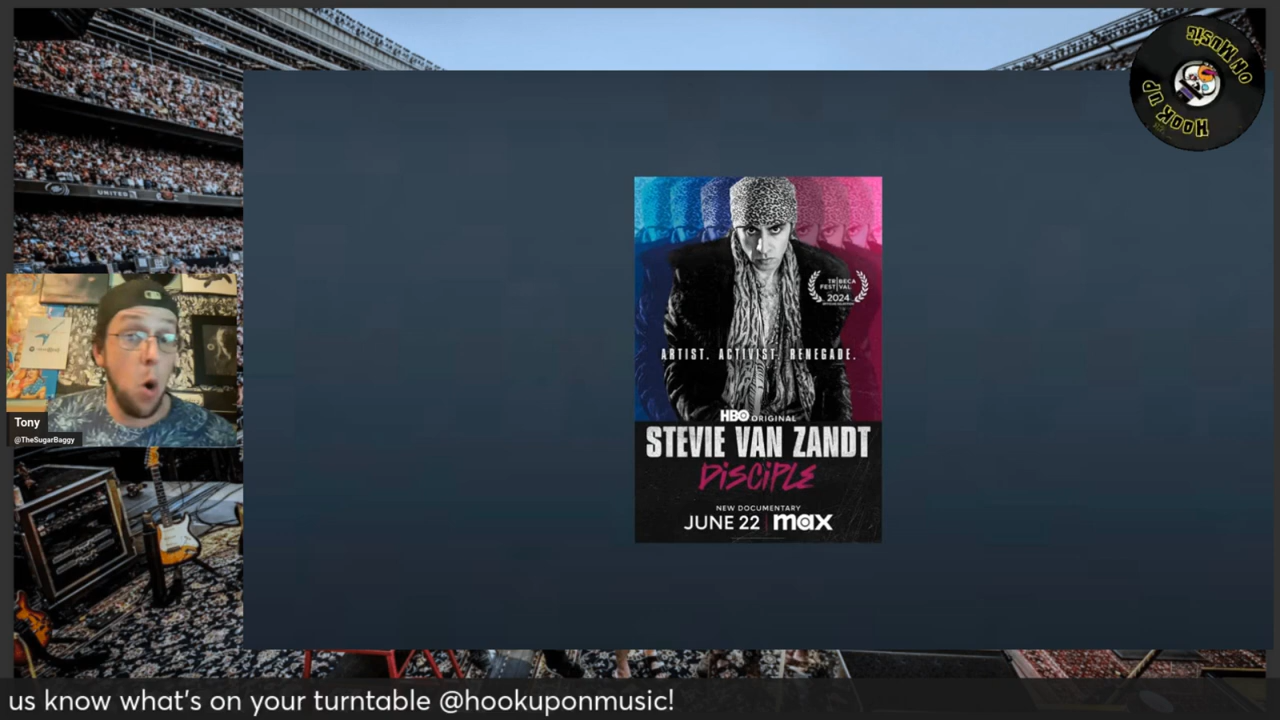 UNITED
HOOK UP
ON MUSIC
TRIBECA
FESTIVAL
2024
ARTIST. ACTIVIST. RENEGADE.
HBO ORIGINAL
STEVIE VAN ZANDT
DISCIPLE
NEW DOCUMENTARY
JUNE 22 | max
Tony
@TheSugarBaggy
us know what's on your turntable @hookuponmusic!